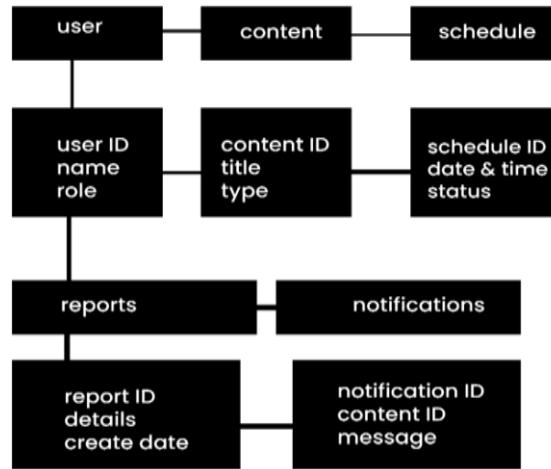 user
content
schedule
user ID
name
role
content ID
title
type
schedule ID
date & time
status
reports
notifications
report ID
details
create date
notification ID
content ID
message